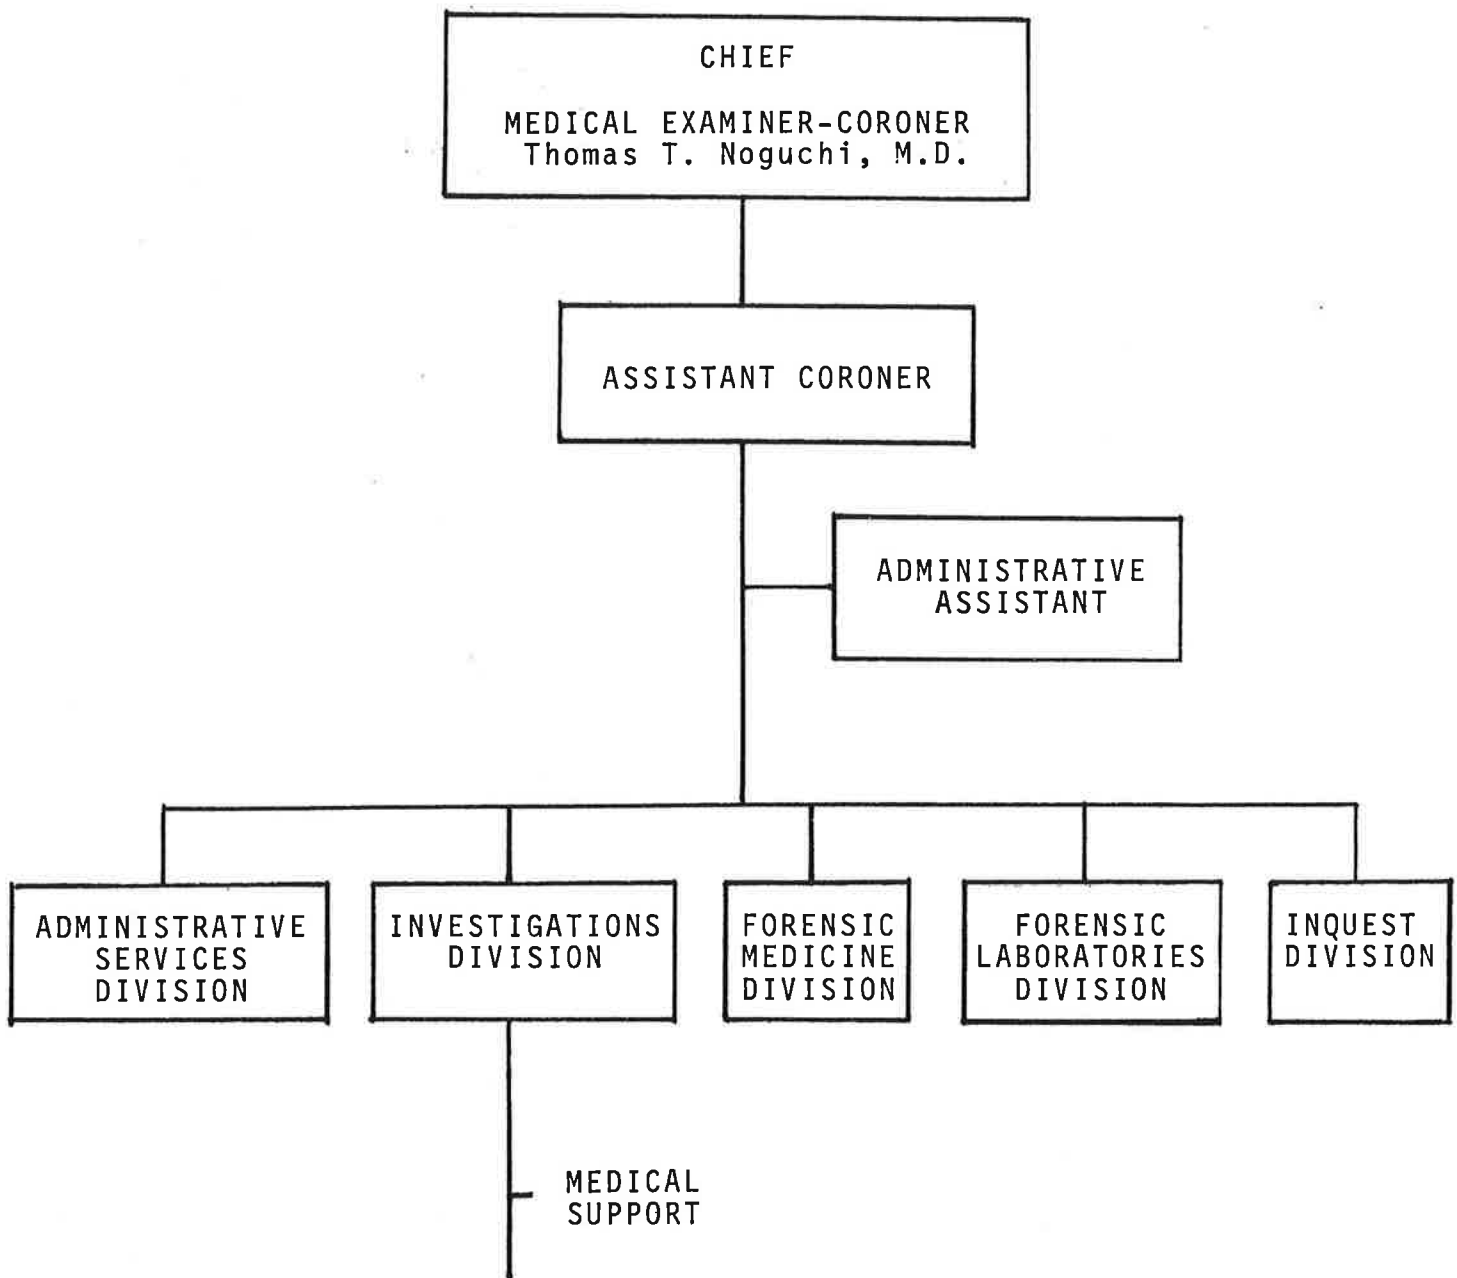 CHIEF
MEDICAL EXAMINER-CORONER
Thomas T. Noguchi, M.D.
ASSISTANT CORONER
ADMINISTRATIVE
ASSISTANT
ADMINISTRATIVE
SERVICES
DIVISION
INVESTIGATIONS
DIVISION
FORENSIC
MEDICINE
DIVISION
FORENSIC
LABORATORIES
DIVISION
INQUEST
DIVISION
MEDICAL
SUPPORT